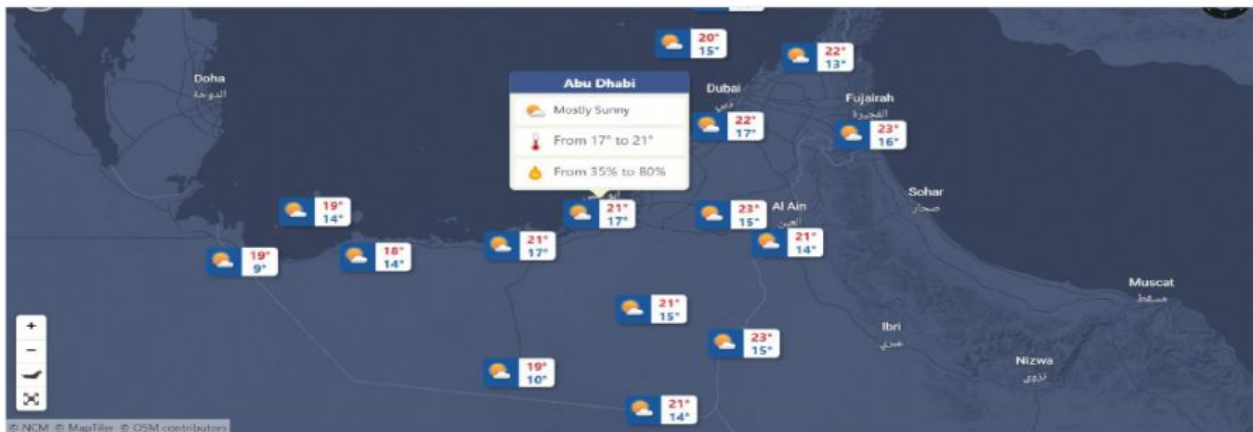 20°
15°
22°
13°
Doha
الدوحة
Abu Dhabi
Mostly Sunny
From 17° to 21°
From 35% to 80%
Dubai
دبي
22°
17°
Fujairah
الفجيرة
23°
16°
19°
14°
21°
17°
23°
15°
Al Ain
العين
21°
14°
Sohar
صحار
19°
9°
18°
14°
21°
17°
Muscat
مسقط
21°
15°
23°
15°
Ibri
عبري
Nizwa
نزوى
19°
10°
21°
14°
+
−
© NCM © MapTiler © OSM contributors